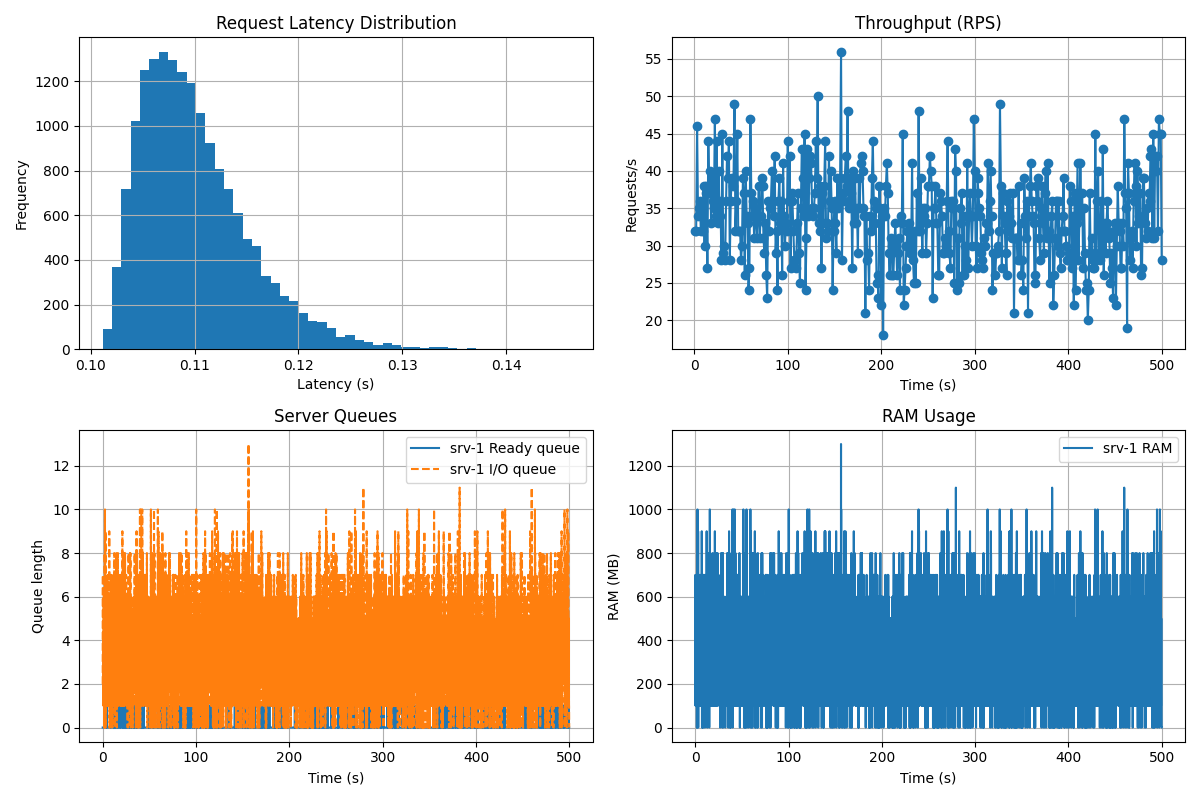 Request Latency Distribution
Frequency
1200
1000
800
600
400
200
0
0.10 0.11 0.12 0.13 0.14
Latency (s)
Throughput (RPS)
Requests/s
55
50
45
40
35
30
25
20
0 100 200 300 400 500
Time (s)
Server Queues
srv-1 Ready queue
srv-1 I/O queue
Queue length
12
10
8
6
4
2
0
0 100 200 300 400 500
Time (s)
RAM Usage
srv-1 RAM
RAM (MB)
1200
1000
800
600
400
200
0
0 100 200 300 400 500
Time (s)